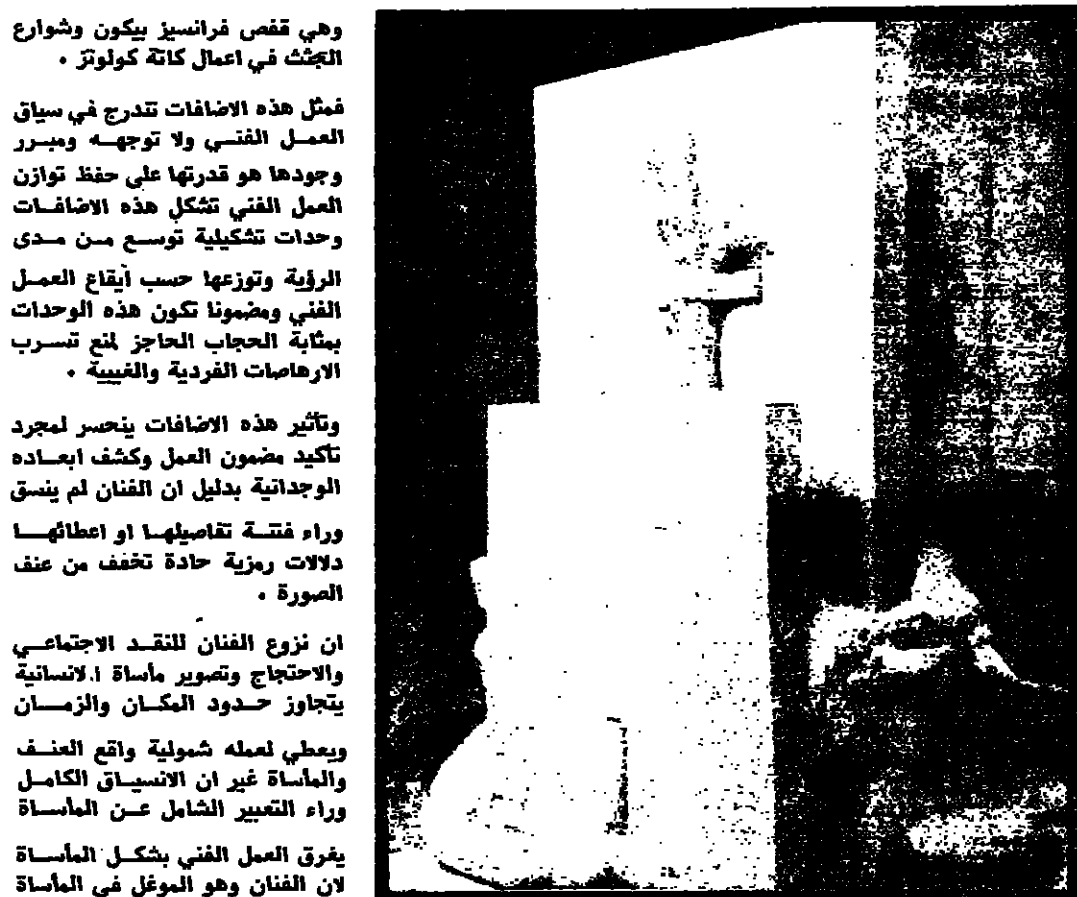 وهي قفص فرانسيز بيكون وشوارع
الجثث في اعمال كاتة كولوتز .
فمثل هذه الاضافات تندرج في سياق
العمل الفني ولا توجهه ومبرر
وجودها هو قدرتها على حفظ توازن
العمل الفني تشكل هذه الاضافات
وحدات تشكيلية توسع من مدى
الرؤية وتوزعها حسب أيقاع العمل
الفني ومضمونا تكون هذه الوحدات
بمثابة الحجاب الحاجز لمنع تسرب
الارهاصات الفردية والغيبية .
وتأثير هذه الاضافات ينحسر لمجرد
تأكيد مضمون العمل وكشف ابعاده
الوجدانية بدليل ان الفنان لم ينسق
وراء فتنة تفاصيلها او اعطائها
دلالات رمزية حادة تخفف من عنف
الصورة .
ان نزوع الفنان للنقد الاجتماعي
والاحتجاج وتصوير مأساة الانسانية
يتجاوز حدود المكان والزمان
ويعطي لعمله شمولية واقع العنف
والمأساة غير ان الانسياق الكامل
وراء التعبير الشامل عن المأساة
يغرق العمل الفني بشكل المأساة
لان الفنان وهو الموغل في المأساة